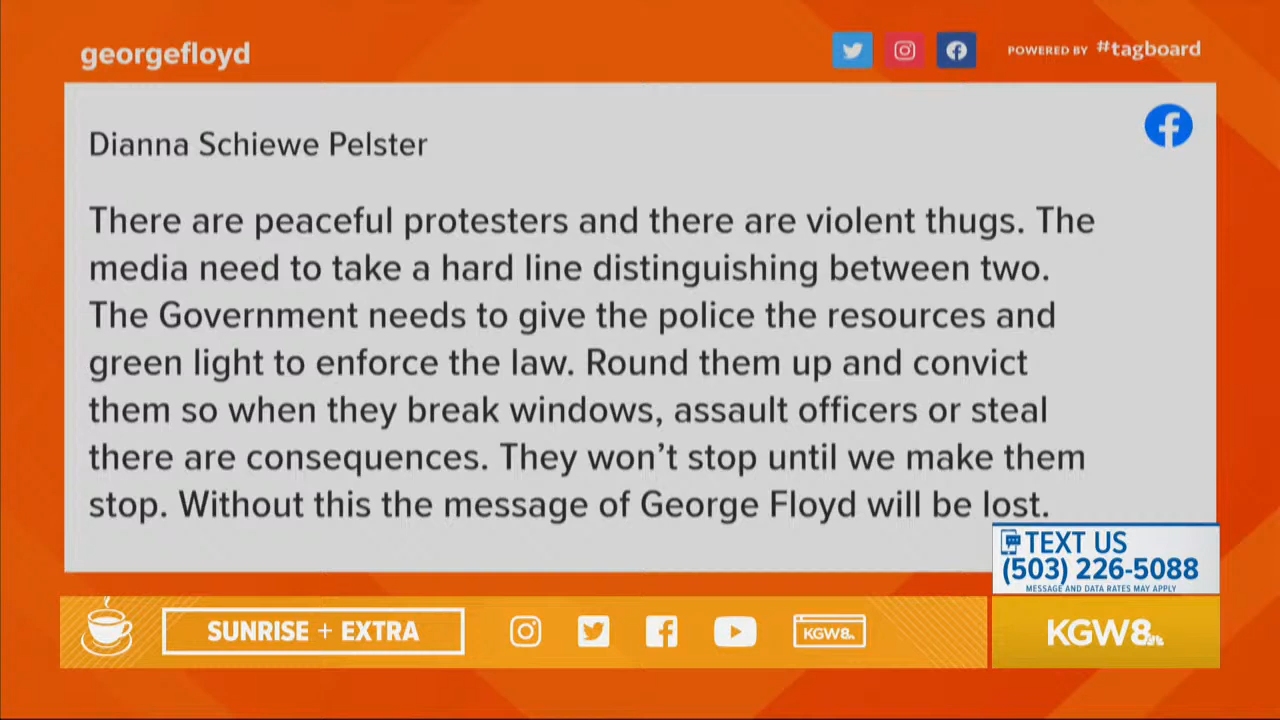 georgefloyd
POWERED BY #tagboard
Dianna Schiewe Pelster
There are peaceful protesters and there are violent thugs. The
media need to take a hard line distinguishing between two.
The Government needs to give the police the resources and
green light to enforce the law. Round them up and convict
them so when they break windows, assault officers or steal
there are consequences. They won’t stop until we make them
stop. Without this the message of George Floyd will be lost.
TEXT US
(503) 226-5088
MESSAGE AND DATA RATES MAY APPLY
SUNRISE + EXTRA
KGW8
KGW8